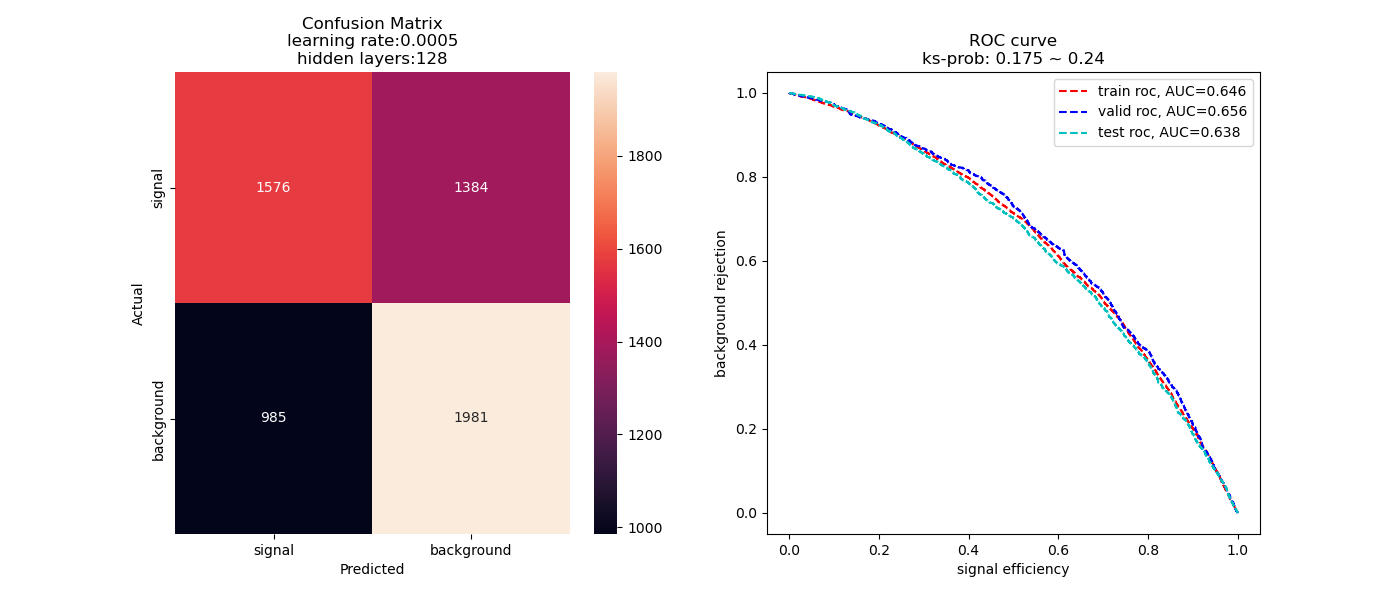 Confusion Matrix
learning rate:0.0005
hidden layers:128
signal
background
Actual
1576
1384
985
1981
signal
background
Predicted
1800
1600
1400
1200
1000
ROC curve
ks-prob: 0.175 ~ 0.24
train roc, AUC=0.646
valid roc, AUC=0.656
test roc, AUC=0.638
background rejection
1.0
0.8
0.6
0.4
0.2
0.0
0.0
0.2
0.4
0.6
0.8
1.0
signal efficiency